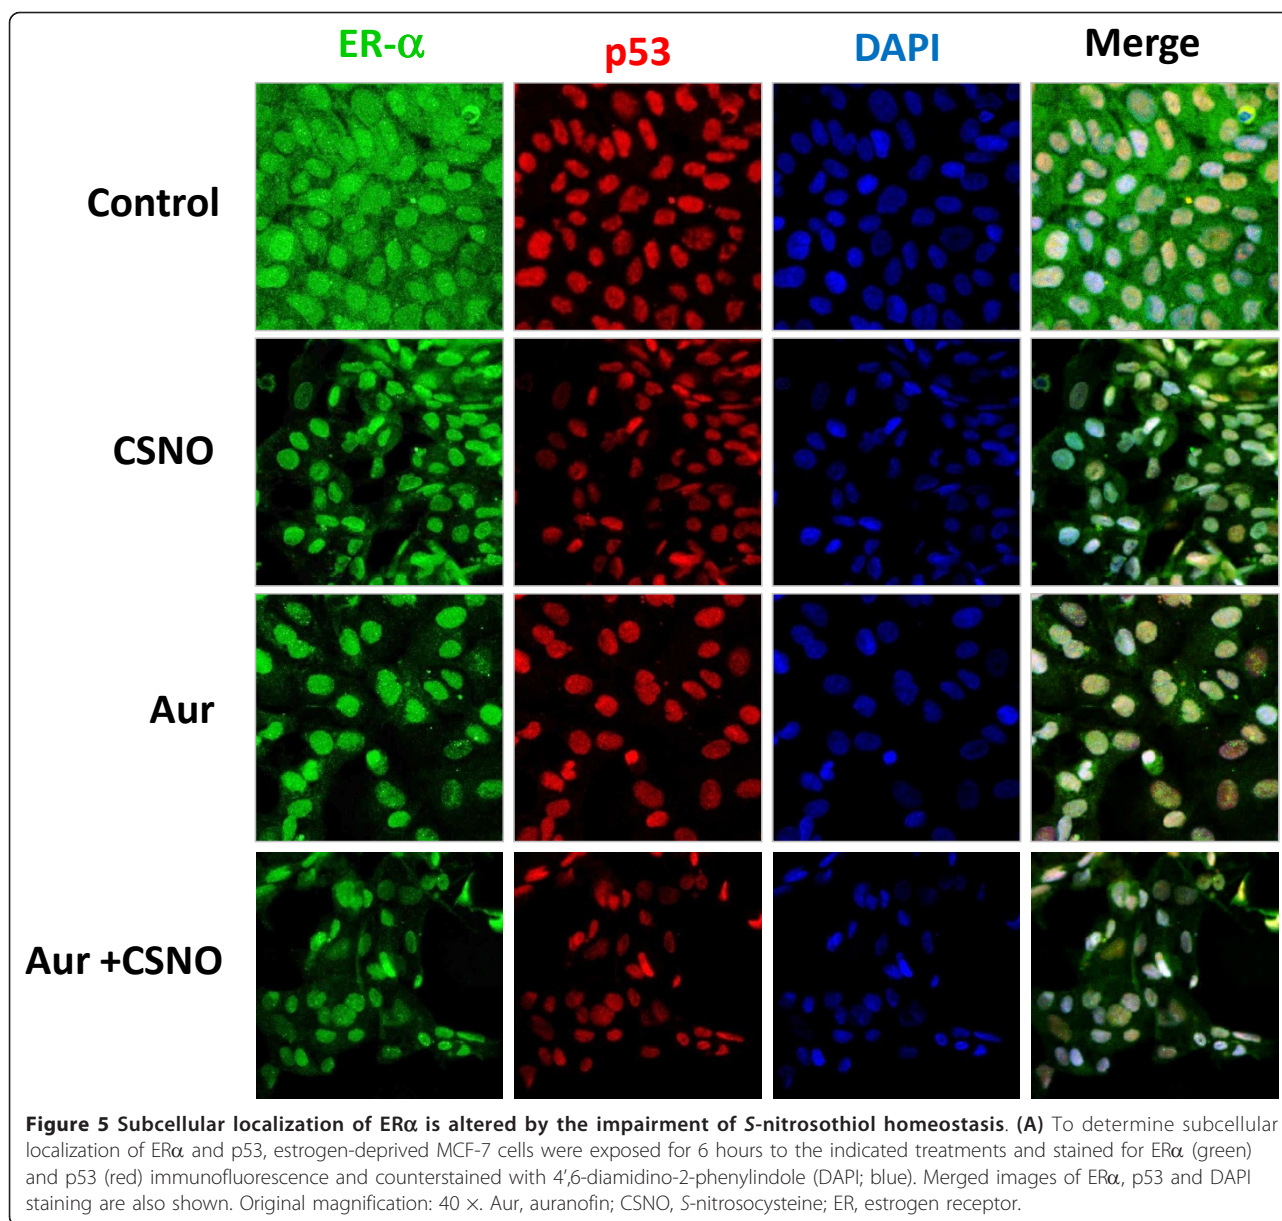 ER-α p53 DAPI Merge
Control
CSNO
Aur
Aur +CSNO
Figure 5 Subcellular localization of ERα is altered by the impairment of S-nitrosothiol homeostasis. (A) To determine subcellular
localization of ERα and p53, estrogen-deprived MCF-7 cells were exposed for 6 hours to the indicated treatments and stained for ERα (green)
and p53 (red) immunofluorescence and counterstained with 4′,6-diamidino-2-phenylindole (DAPI; blue). Merged images of ERα, p53 and DAPI
staining are also shown. Original magnification: 40 ×. Aur, auranofin; CSNO, S-nitrosocysteine; ER, estrogen receptor.